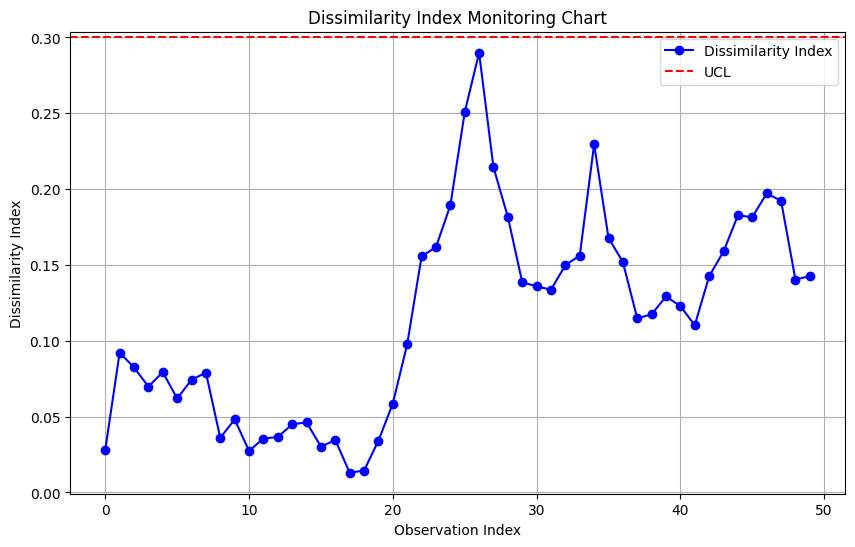 Dissimilarity Index Monitoring Chart
Dissimilarity Index
UCL
0.30
0.25
0.20
0.15
0.10
0.05
0.00
Dissimilarity Index
0
10
20
30
40
50
Observation Index